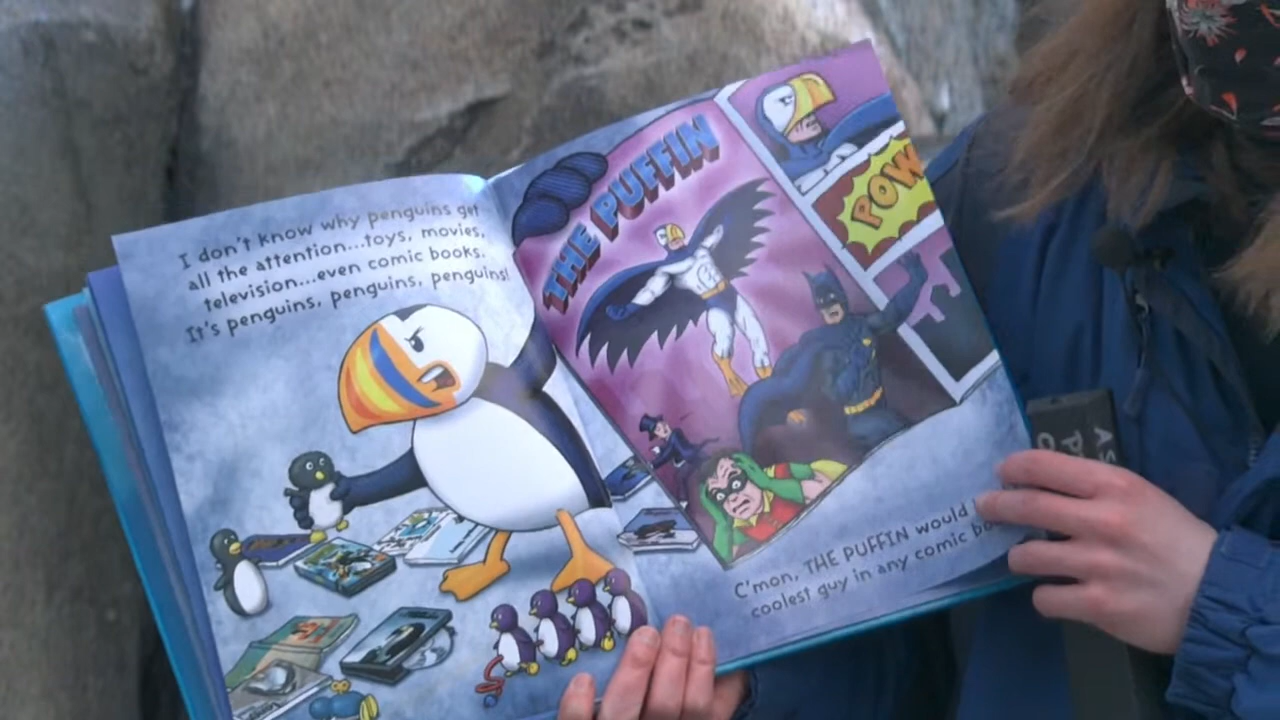 I don't know why penguins get
all the attention...toys, movies,
television...even comic books.
It's penguins, penguins, penguins!
THE PUFFIN
POW
C'mon, THE PUFFIN would
coolest guy in any comic